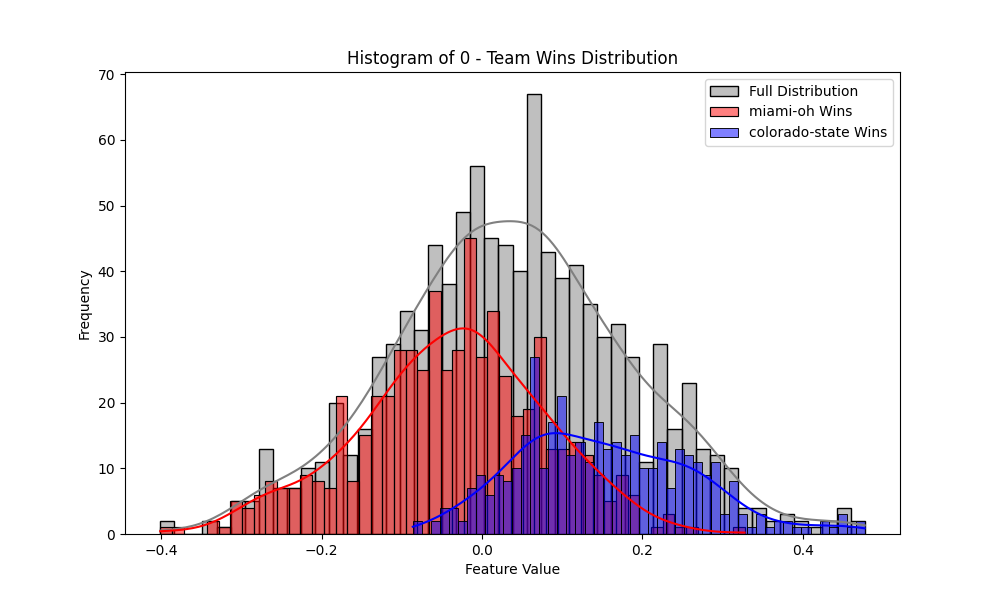 Histogram of 0 - Team Wins Distribution
70
60
50
40
30
20
10
0
Frequency
Full Distribution
miami-oh Wins
colorado-state Wins
−0.4
−0.2
0.0
0.2
0.4
Feature Value